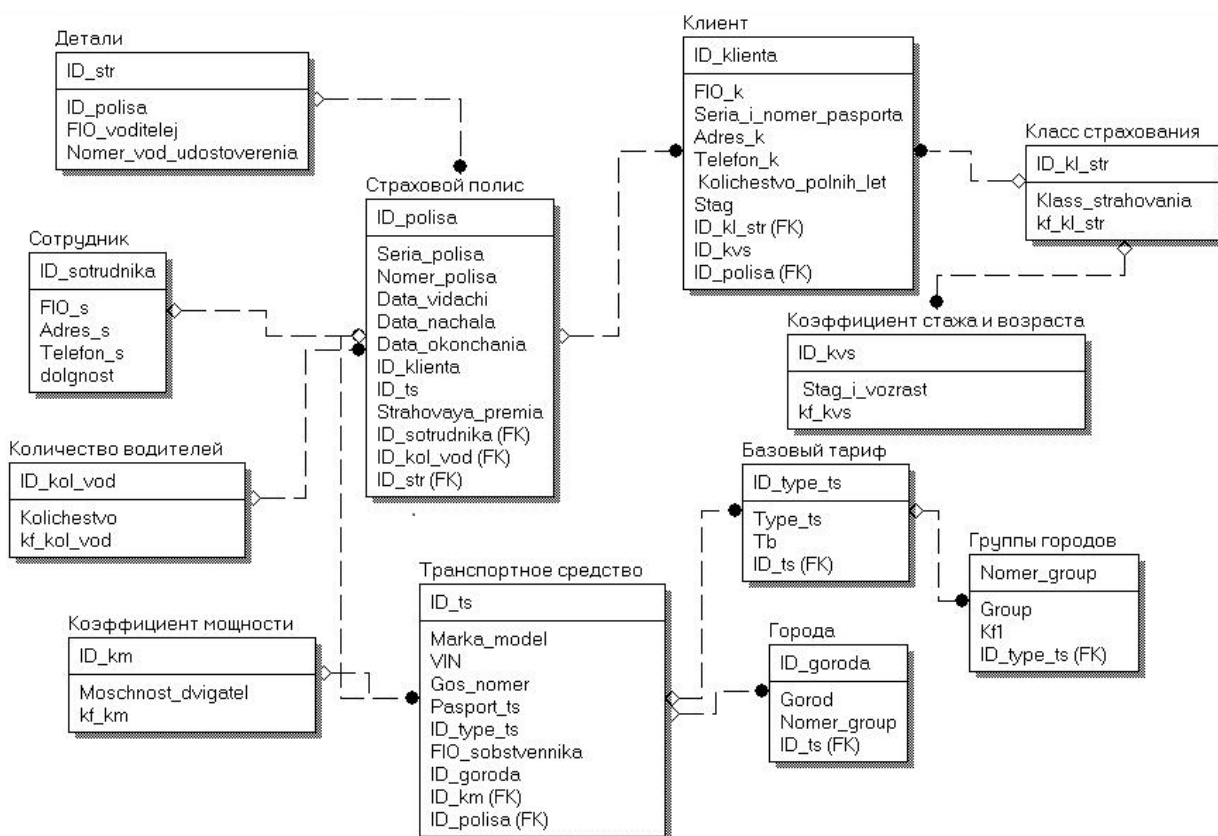 Детали
ID_str
ID_polisa
FIO_voditelej
Nomer_vod_udostoverenia
Клиент
ID_klienta
FIO_k
Seria_i_nomer_pasporta
Adres_k
Telefon_k
Kolichestvo_polnih_let
Stag
ID_kl_str (FK)
ID_kvs
ID_polisa (FK)
Класс страхования
ID_kl_str
Klass_strahovania
kf_kl_str
Страховой полис
ID_polisa
Seria_polisa
Nomer_polisa
Data_vidachi
Data_nachala
Data_okonchania
ID_klienta
ID_ts
Strahovaya_premia
ID_sotrudnika (FK)
ID_kol_vod (FK)
ID_str (FK)
Сотрудник
ID_sotrudnika
FIO_s
Adres_s
Telefon_s
dolgnost
Коэффициент стажа и возраста
ID_kvs
Stag_i_vozrast
kf_kvs
Количество водителей
ID_kol_vod
Kolichestvo
kf_kol_vod
Базовый тариф
ID_type_ts
Type_ts
Tb
ID_ts (FK)
Группы городов
Nomer_group
Group
Kf1
ID_type_ts (FK)
Транспортное средство
ID_ts
Marka_model
VIN
Gos_nomer
Pasport_ts
ID_type_ts
FIO_sobstvennika
ID_goroda
ID_km (FK)
ID_polisa (FK)
Коэффициент мощности
ID_km
Moschnost_dvigatel
kf_km
Города
ID_goroda
Gorod
Nomer_group
ID_ts (FK)